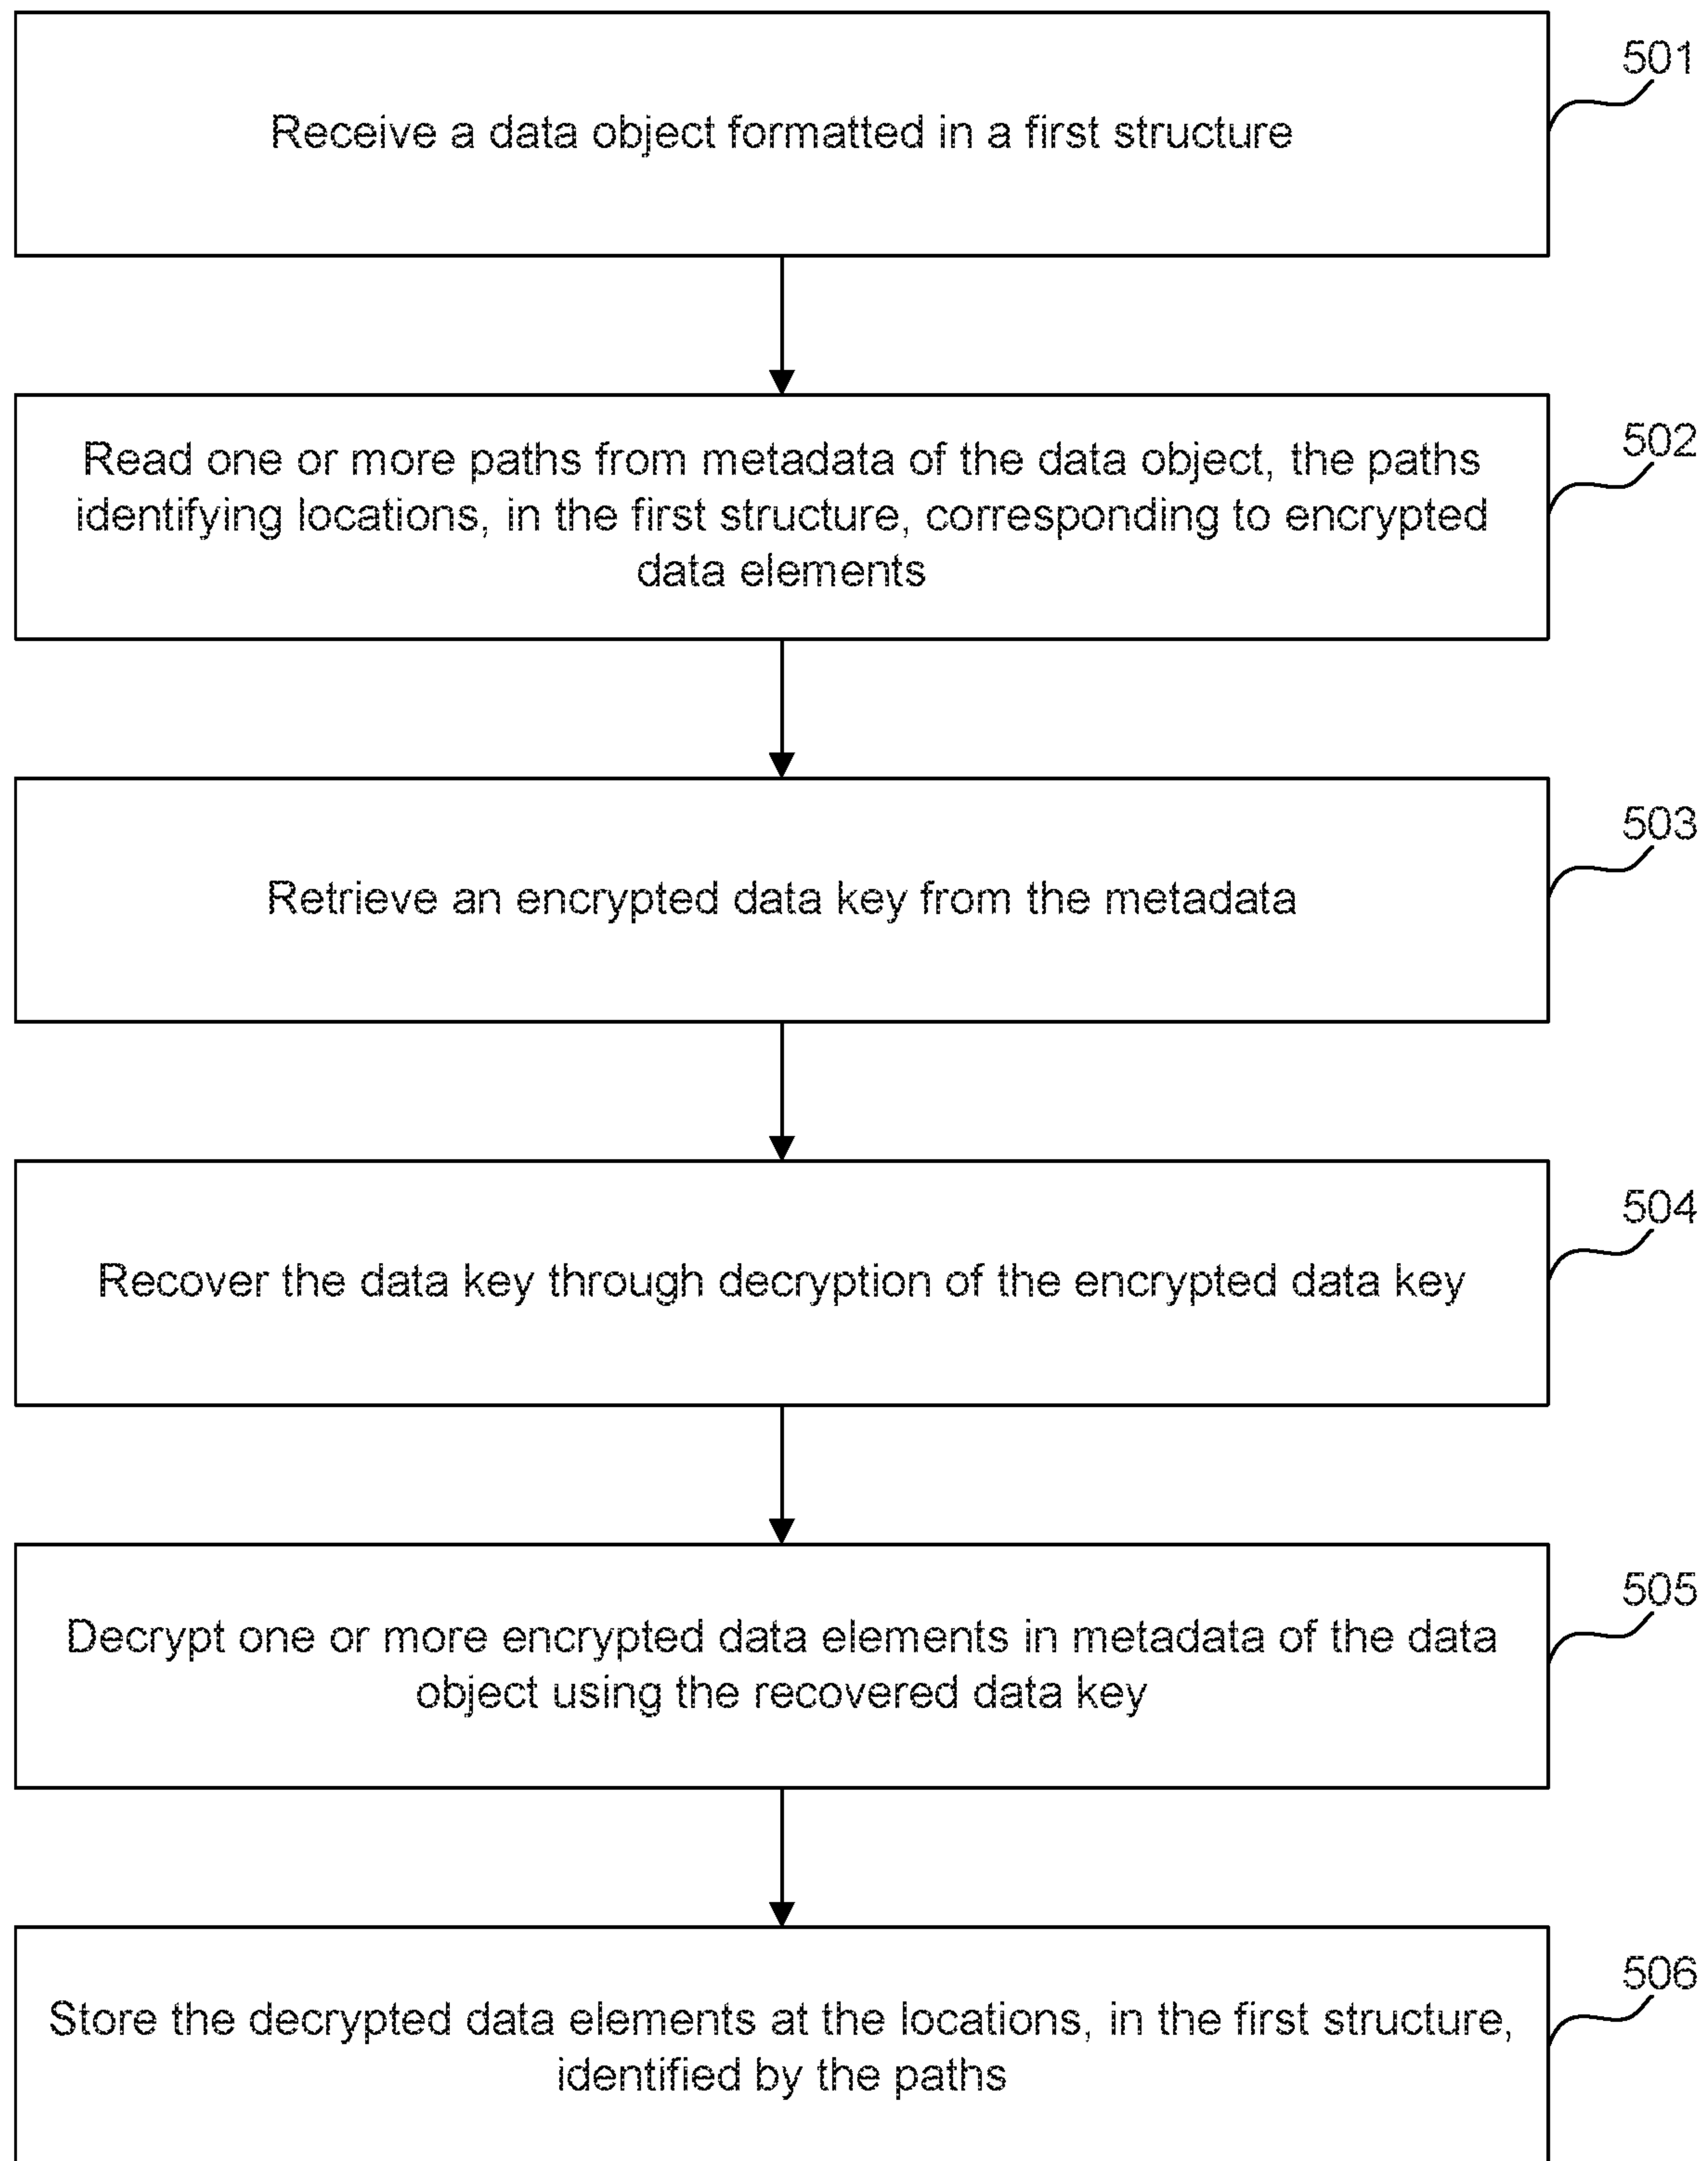 501
Receive a data object formatted in a first structure
502
Read one or more paths from metadata of the data object, the paths
identifying locations, in the first structure, corresponding to encrypted
data elements
503
Retrieve an encrypted data key from the metadata
504
Recover the data key through decryption of the encrypted data key
505
Decrypt one or more encrypted data elements in metadata of the data
object using the recovered data key
506
Store the decrypted data elements at the locations, in the first structure,
identified by the paths